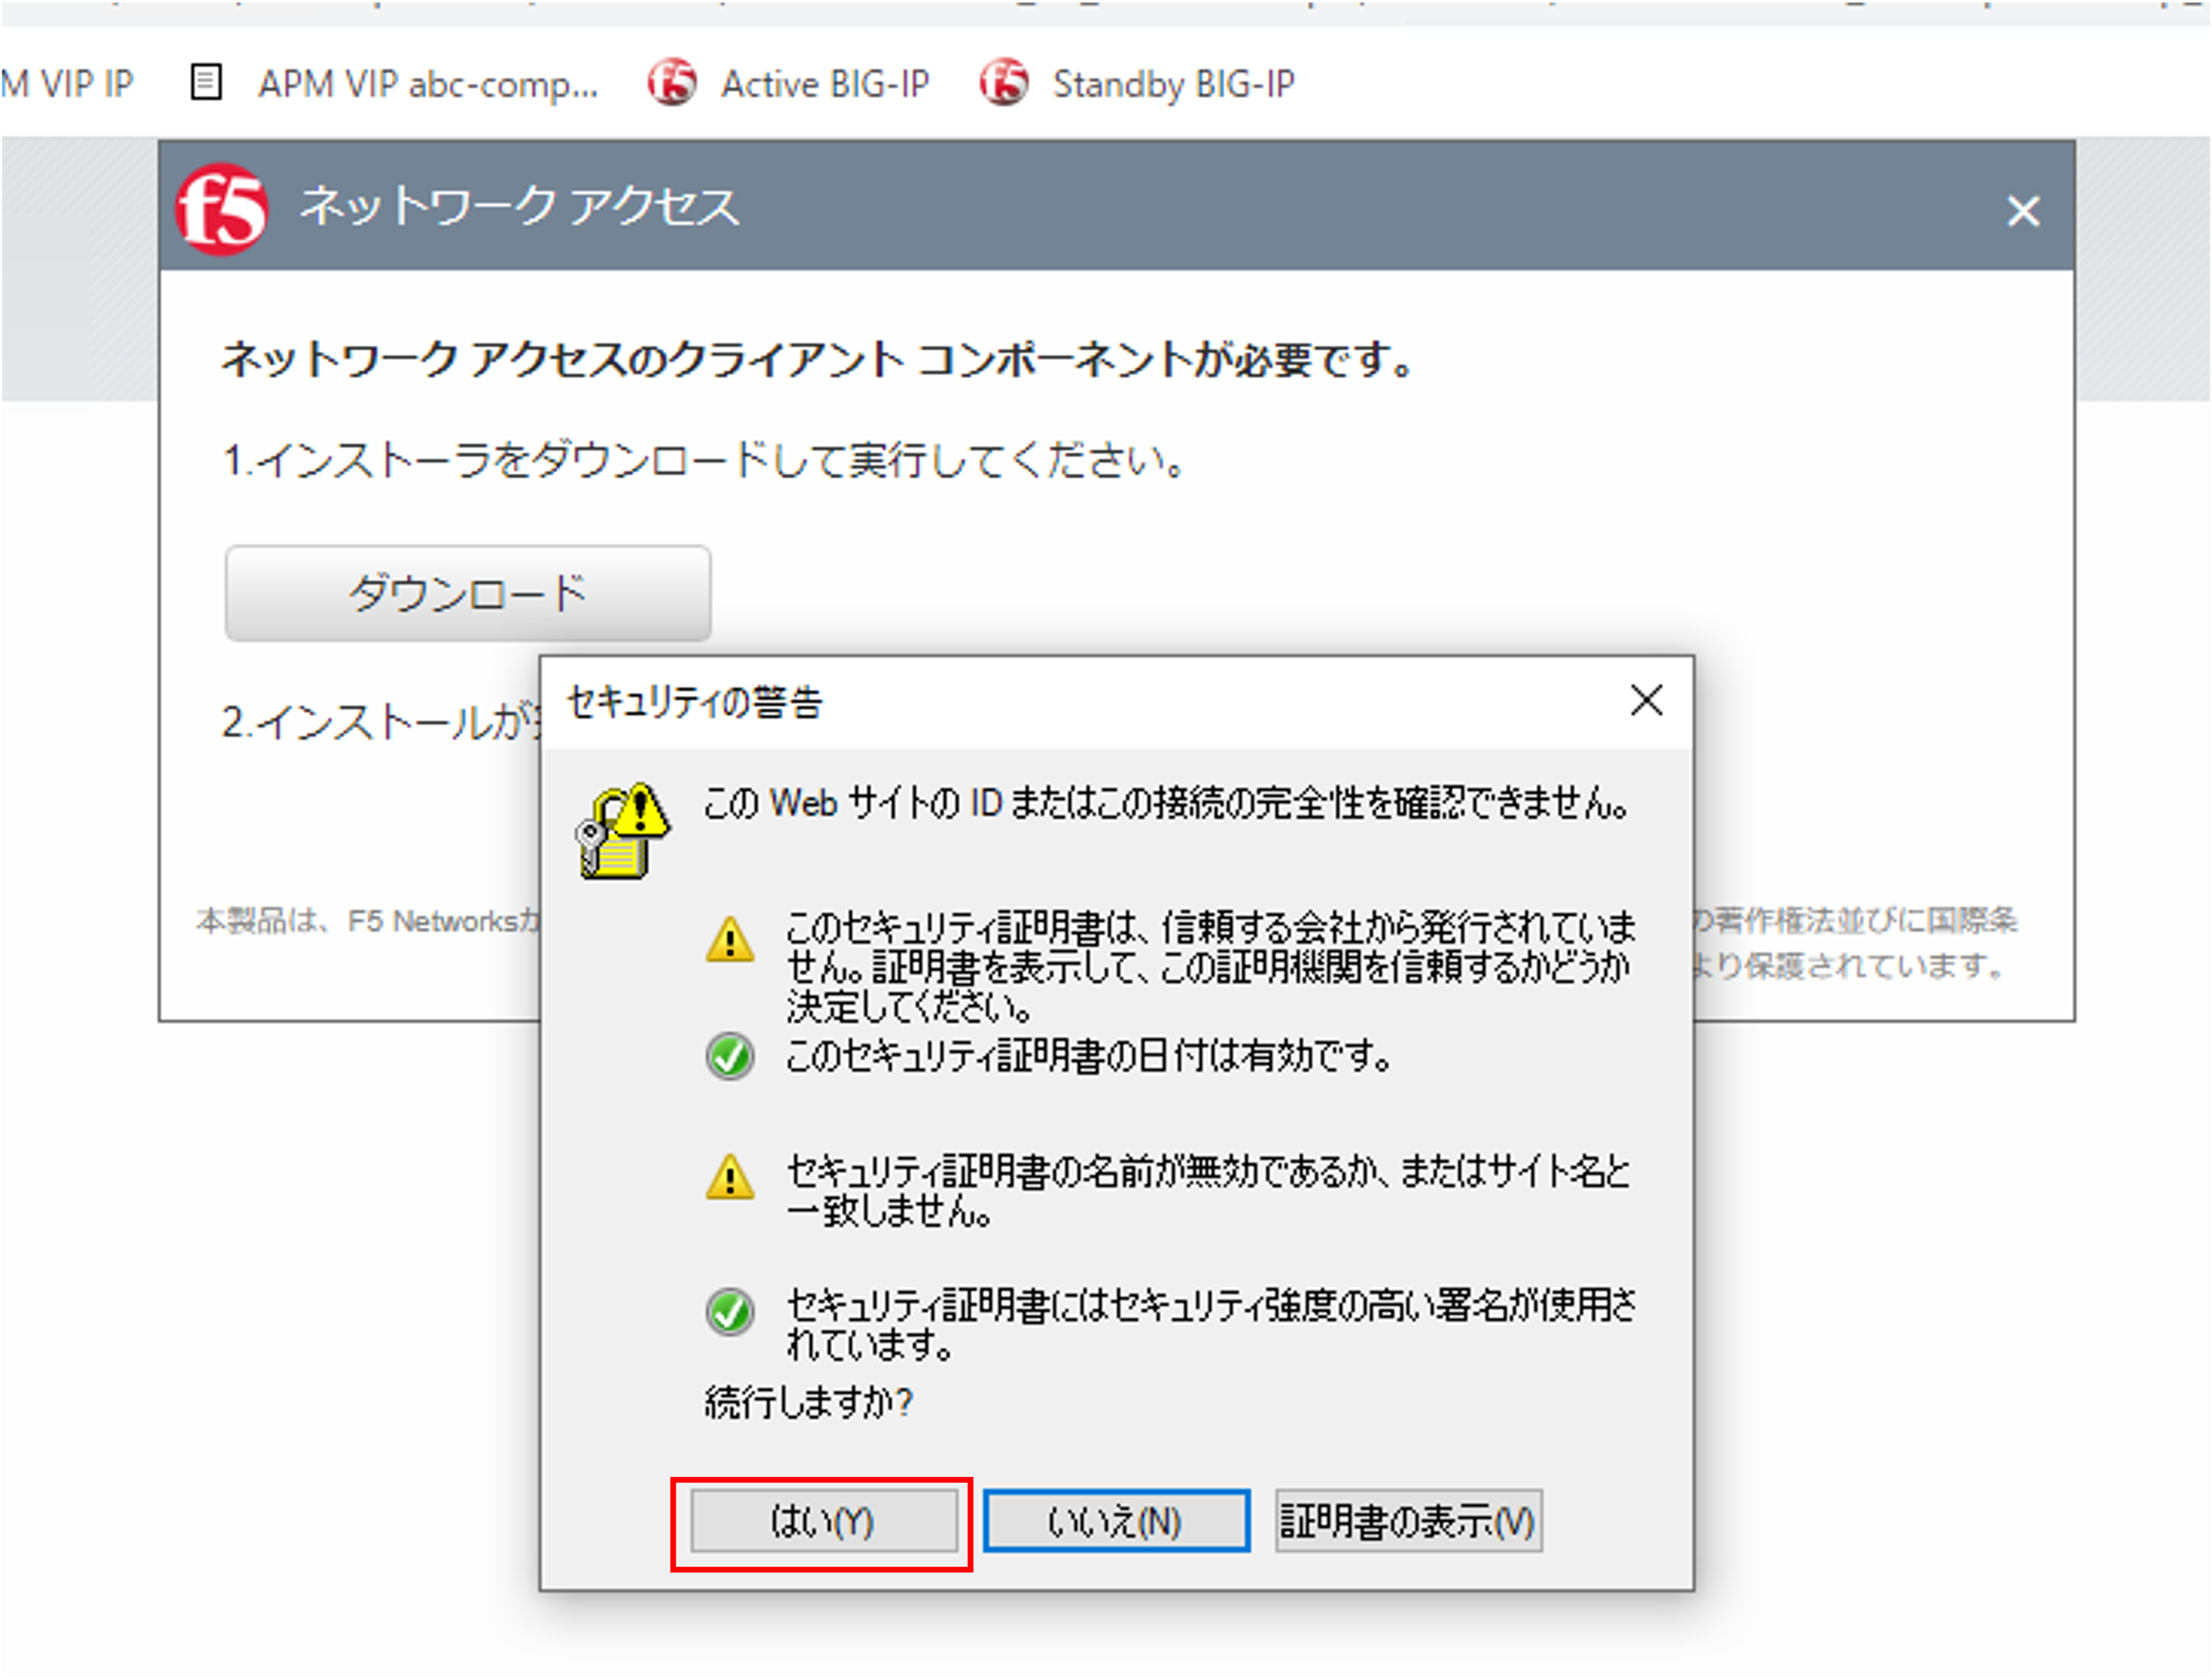 M VIP IP APM VIP abc-comp... Active BIG-IP Standby BIG-IP
f5 ネットワーク アクセス
ネットワーク アクセスのクライアント コンポーネントが必要です。
1.インストーラをダウンロードして実行してください。
ダウンロード
2.インストールが
セキュリティの警告
この Web サイトの ID またはこの接続の完全性を確認できません。
このセキュリティ証明書は、信頼する会社から発行されていま
せん。証明書を表示して、この証明機関を信頼するかどうか
決定してください。
このセキュリティ証明書の日付は有効です。
セキュリティ証明書の名前が無効であるか、またはサイト名と
一致しません。
セキュリティ証明書にはセキュリティ強度の高い署名が使用さ
れています。
続行しますか?
はい(Y) いいえ(N) 証明書の表示(V)
本製品は、F5 Networksが
の著作権法並びに国際条
より保護されています。